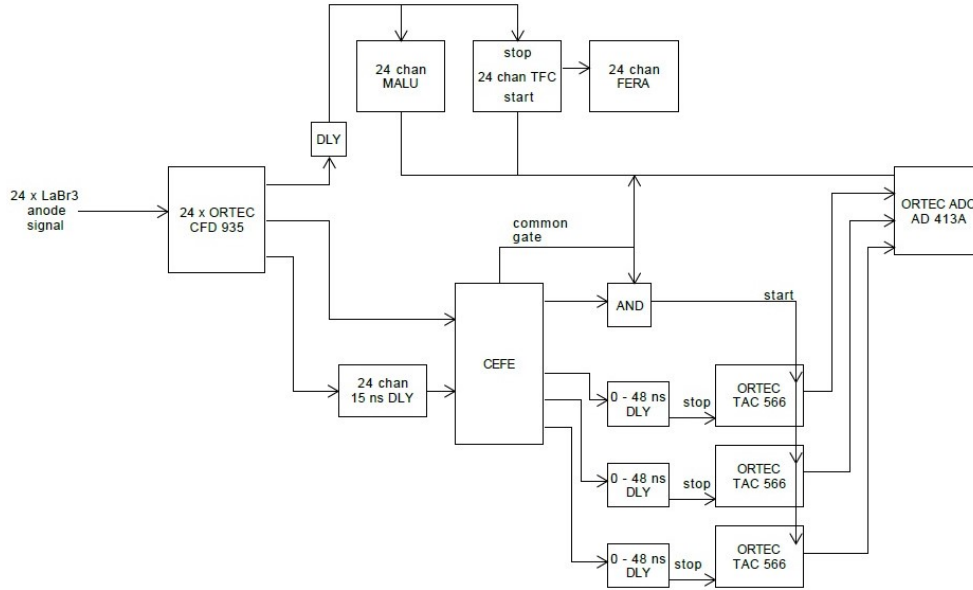 24 chan
MALU
stop
24 chan TFC
start
24 chan
FERA
DLY
24 x LaBr3
anode
signal
24 x ORTEC
CFD 935
ORTEC ADC
AD 413A
common
gate
AND
start
CEFE
24 chan
15 ns DLY
0 - 48 ns
DLY
stop
ORTEC
TAC 566
0 - 48 ns
DLY
stop
ORTEC
TAC 566
0 - 48 ns
DLY
stop
ORTEC
TAC 566